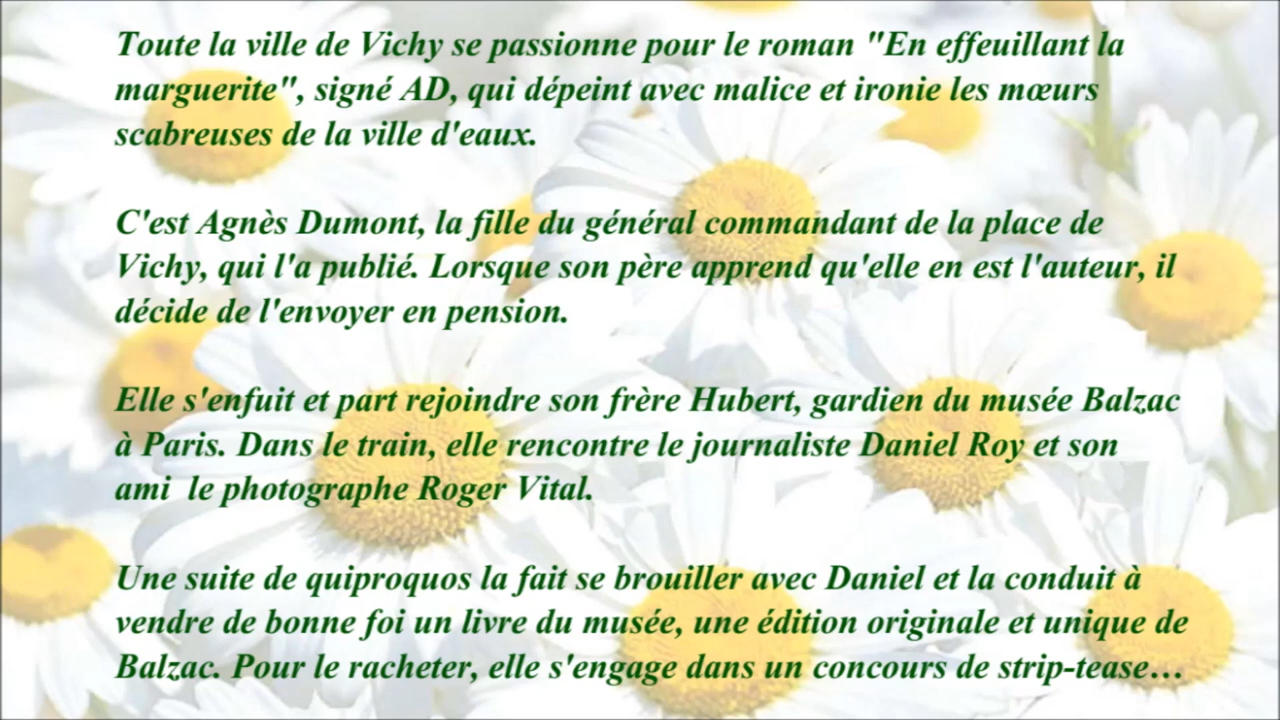 Toute la ville de Vichy se passionne pour le roman "En effeuillant la
marguerite", signé AD, qui dépeint avec malice et ironie les mœurs
scabreuses de la ville d'eaux.
C'est Agnès Dumont, la fille du général commandant de la place de
Vichy, qui l'a publié. Lorsque son père apprend qu'elle en est l'auteur, il
décide de l'envoyer en pension.
Elle s'enfuit et part rejoindre son frère Hubert, gardien du musée Balzac
à Paris. Dans le train, elle rencontre le journaliste Daniel Roy et son
ami  le photographe Roger Vital.
Une suite de quiproquos la fait se brouiller avec Daniel et la conduit à
vendre de bonne foi un livre du musée, une édition originale et unique de
Balzac. Pour le racheter, elle s'engage dans un concours de strip-tease…